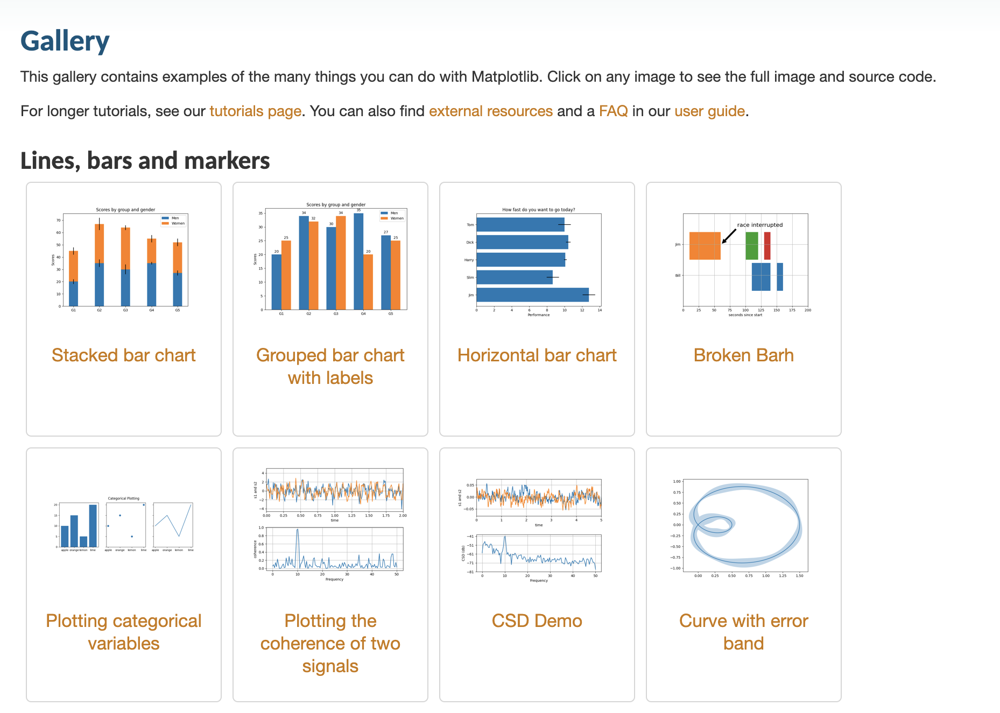 Gallery
This gallery contains examples of the many things you can do with Matplotlib. Click on any image to see the full image and source code.
For longer tutorials, see our tutorials page. You can also find external resources and a FAQ in our user guide.
Lines, bars and markers
Scores by group and gender
Men
Women
Scores
70
60
50
40
30
20
10
0
G1 G2 G3 G4 G5
Stacked bar chart
Scores by group and gender
Men
Women
Scores
35
30
25
20
15
10
5
0
20 25 34 32 30 34 35 20 27 25
G1 G2 G3 G4 G5
Grouped bar chart
with labels
How fast do you want to go today?
Tom
Dick
Harry
Slim
Jim
0 2 4 6 8 10 12 14
Performance
Horizontal bar chart
race interrupted
Jim
Bill
0 25 50 75 100 125 150 175 200
seconds since start
Broken Barh
Categorical Plotting
20
15
10
5
0
apple orange lemon lime
apple orange lemon lime
apple orange lemon lime
Plotting categorical
variables
s1 and s2
4
2
0
−2
−4
0.00 0.25 0.50 0.75 1.00 1.25 1.50 1.75 2.00
time
coherence
1.0
0.8
0.6
0.4
0.2
0.0
0 10 20 30 40 50
Frequency
Plotting the
coherence of two
signals
s1 and s2
0.05
0.00
−0.05
0 1 2 3 4 5
time
CSD (db)
−41
−51
−61
−71
−81
0 10 20 30 40 50
Frequency
CSD Demo
1.00
0.75
0.50
0.25
0.00
−0.25
−0.50
−0.75
−1.00
0.00 0.25 0.50 0.75 1.00 1.25 1.50
Curve with error
band